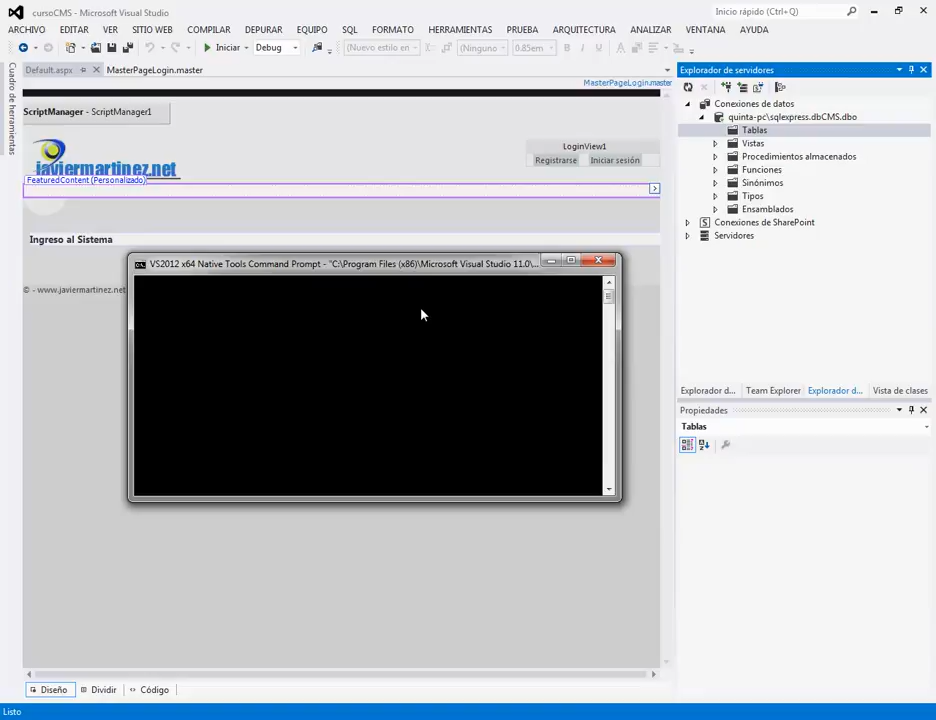 cursoCMS - Microsoft Visual Studio
Inicio rápido (Ctrl+Q)
ARCHIVO EDITAR VER SITIO WEB COMPILAR DEPURAR EQUIPO SQL FORMATO HERRAMIENTAS PRUEBA ARQUITECTURA ANALIZAR VENTANA AYUDA
Iniciar Debug (Nuevo estilo en (Ninguno 0.85em B I U A
Default.aspx MasterPageLogin.master
Explorador de servidores
MasterPageLogin.master
Cuadro de herramientas
Conexiones de datos
quinta-pc\sqlexpress.dbCMS.dbo
Tablas
Vistas
Procedimientos almacenados
Funciones
Sinónimos
Tipos
Ensamblados
Conexiones de SharePoint
Servidores
ScriptManager - ScriptManager1
LoginView1
Registrarse Iniciar sesión
javiermartinez.net
FeaturedContent (Personalizado)
Ingreso al Sistema
VS2012 x64 Native Tools Command Prompt - "C:\Program Files (x86)\Microsoft Visual Studio 11.0\...
© - www.javiermartinez.net
Explorador d... Team Explorer Explorador d... Vista de clases
Propiedades
Tablas
Diseño Dividir Código
Listo